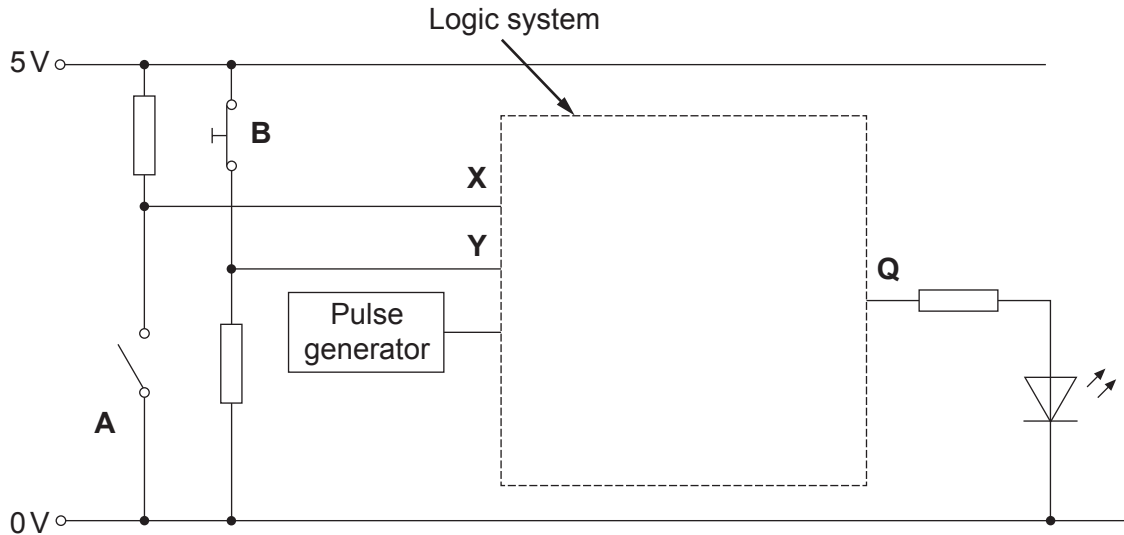 Logic system
5 V
B
X
Y
Q
Pulse
generator
A
0 V